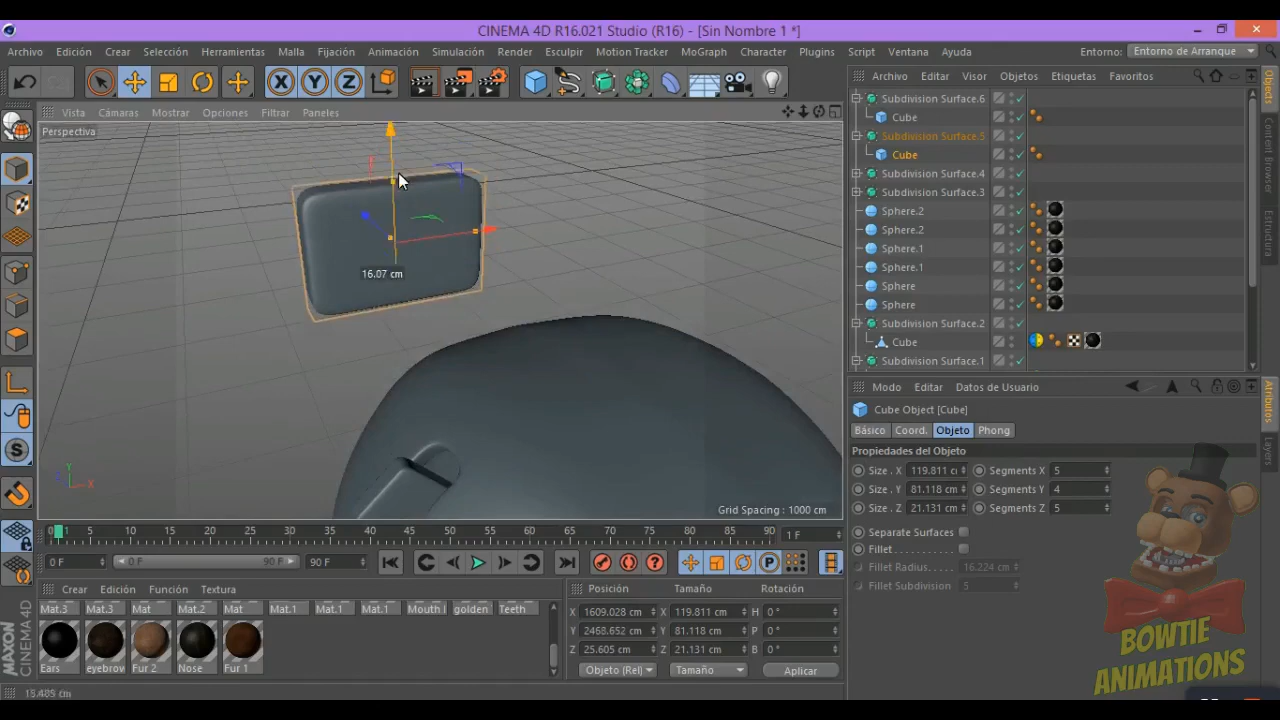 CINEMA 4D R16.021 Studio (R16) - [Sin Nombre 1 *]
Archivo Edición Crear Selección Herramientas Malla Fijación Animación Simulación Render Esculpir Motion Tracker MoGraph Character Plugins Script Ventana Ayuda Entorno: Entorno de Arranque
X Y Z
Vista Cámaras Mostrar Opciones Filtrar Paneles
Perspectiva
16.07 cm
Y
X
Grid Spacing : 1000 cm
Archivo Editar Visor Objetos Etiquetas Favoritos
Subdivision Surface.6
Cube
Subdivision Surface.5
Cube
Subdivision Surface.4
Subdivision Surface.3
Sphere.2
Sphere.2
Sphere.1
Sphere.1
Sphere
Sphere
Subdivision Surface.2
Cube
Subdivision Surface.1
Objects
Content Browser
Estructura
Modo Editar Datos de Usuario
Cube Object [Cube]
Básico Coord. Objeto Phong
Propiedades del Objeto
Size . X 119.811 c Segments X 5
Size . Y 81.118 cm Segments Y 4
Size . Z 21.131 cm Segments Z 5
Separate Surfaces
Fillet
Fillet Radius 16.224 cm
Fillet Subdivision 5
Atributos
Layers
0 1 5 10 15 20 25 30 35 40 45 50 55 60 65 70 75 80 85 90 1 F
0 F 0 F 90 F 90 F
Crear Edición Función Textura
Mat.3 Mat.3 Mat Mat.2 Mat Mat.1 Mat.1 Mat.1 Mouth I golden Teeth
Ears eyebrow Fur 2 Nose Fur 1
Posición Tamaño Rotación
X 1609.028 cm X 119.811 cm H 0 °
Y 2468.652 cm Y 81.118 cm P 0 °
Z 25.605 cm Z 21.131 cm B 0 °
Objeto (Rel) Tamaño Aplicar
MAXON
CINEMA 4D
BOWTIE
ANIMATIONS